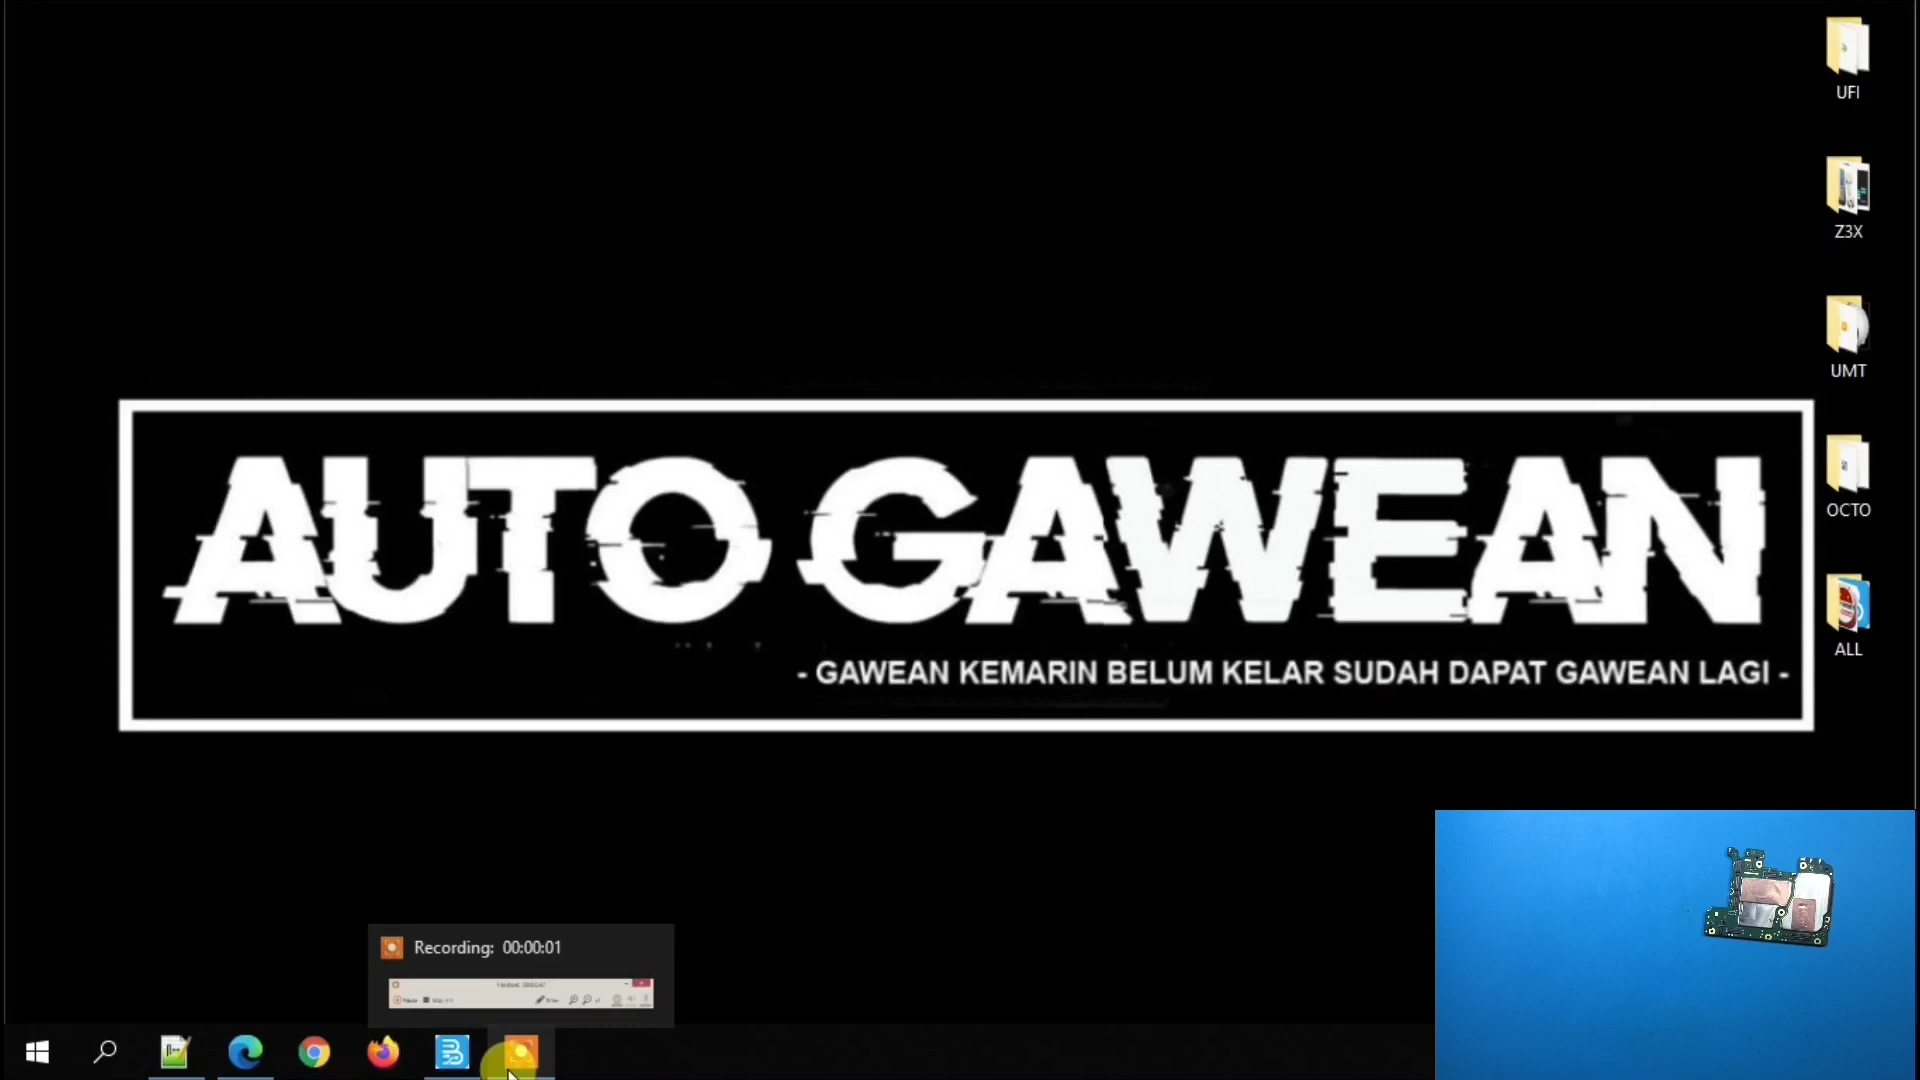 UFI
Z3X
UMT
OCTO
ALL
AUTO GAWEAN
- GAWEAN KEMARIN BELUM KELAR SUDAH DAPAT GAWEAN LAGI -
Recording: 00:00:01